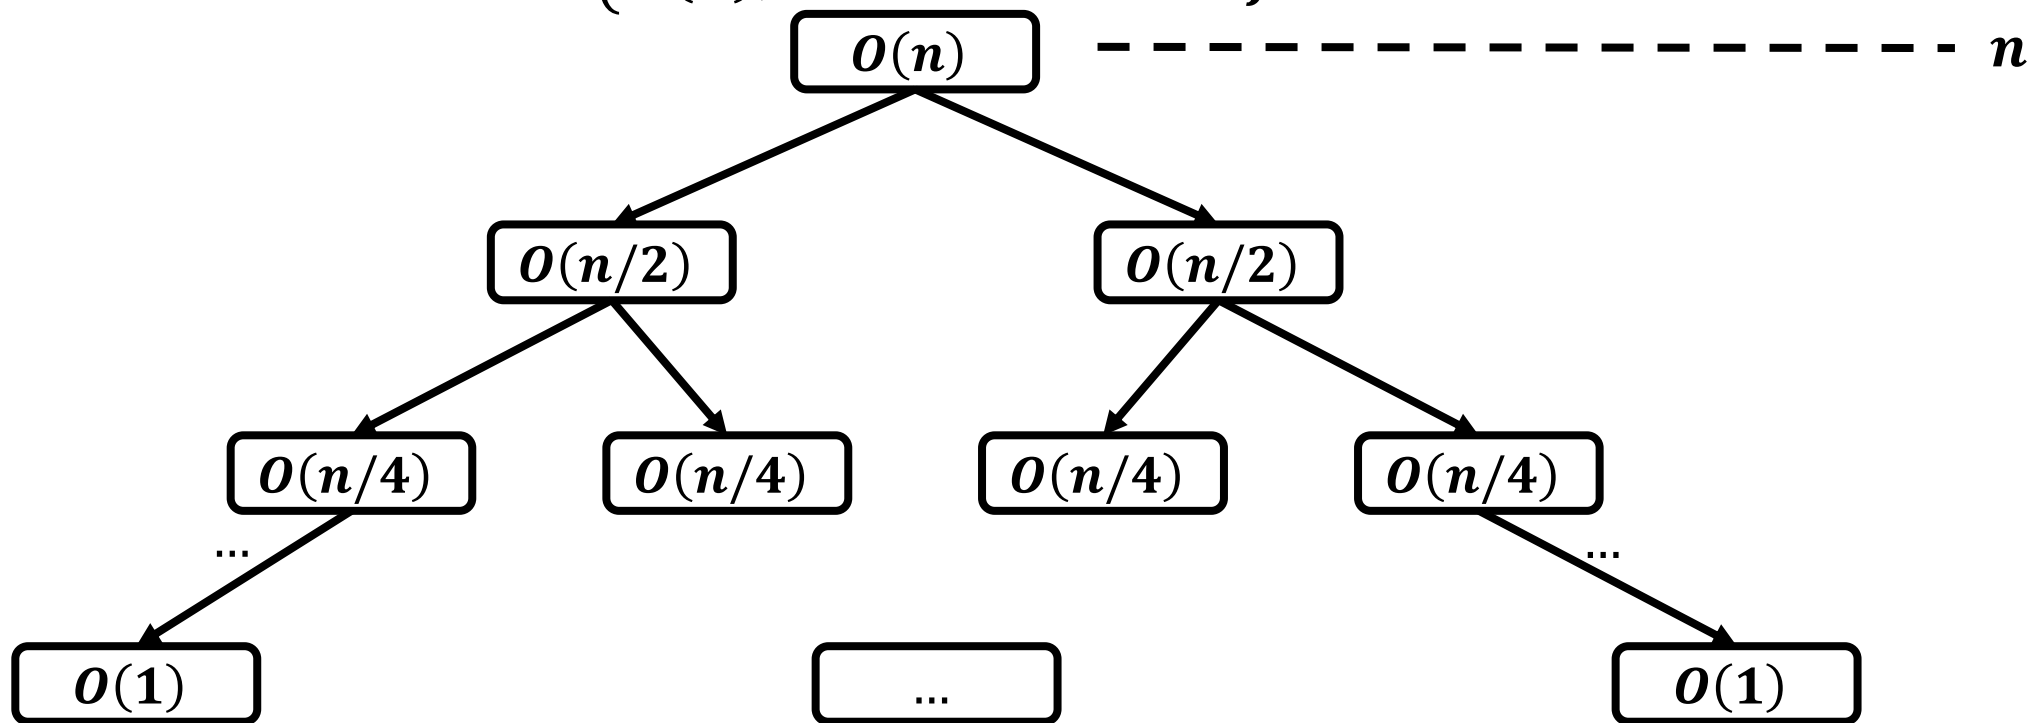 O(n) n
O(n/2) O(n/2)
O(n/4) O(n/4) O(n/4) O(n/4)
... ...
O(1) ... O(1)